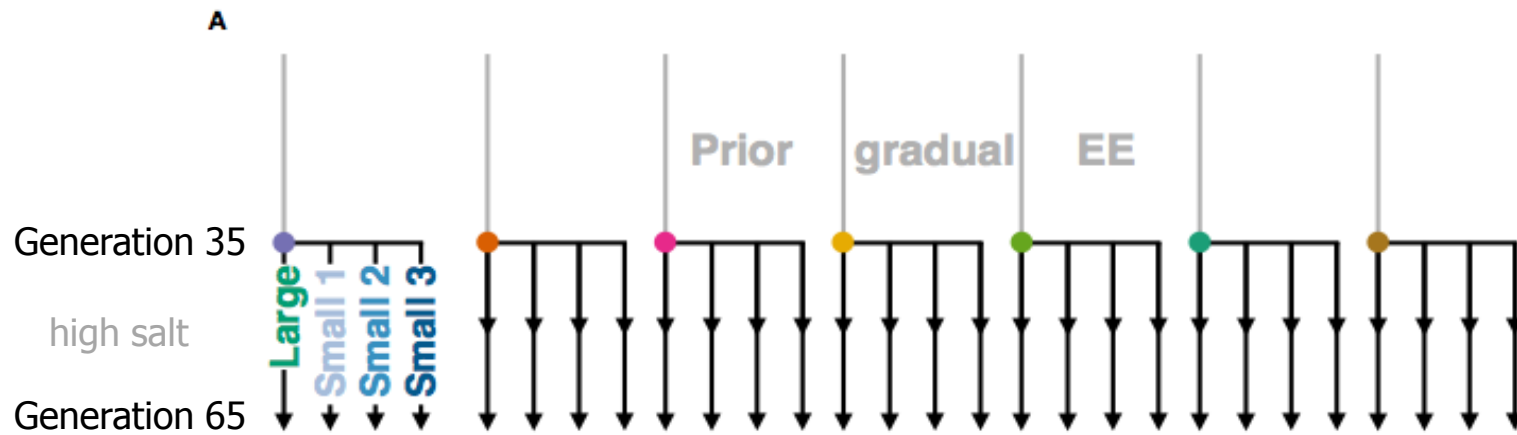 A
Prior gradual EE
Generation 35
Large
Small 1
Small 2
Small 3
high salt
Generation 65